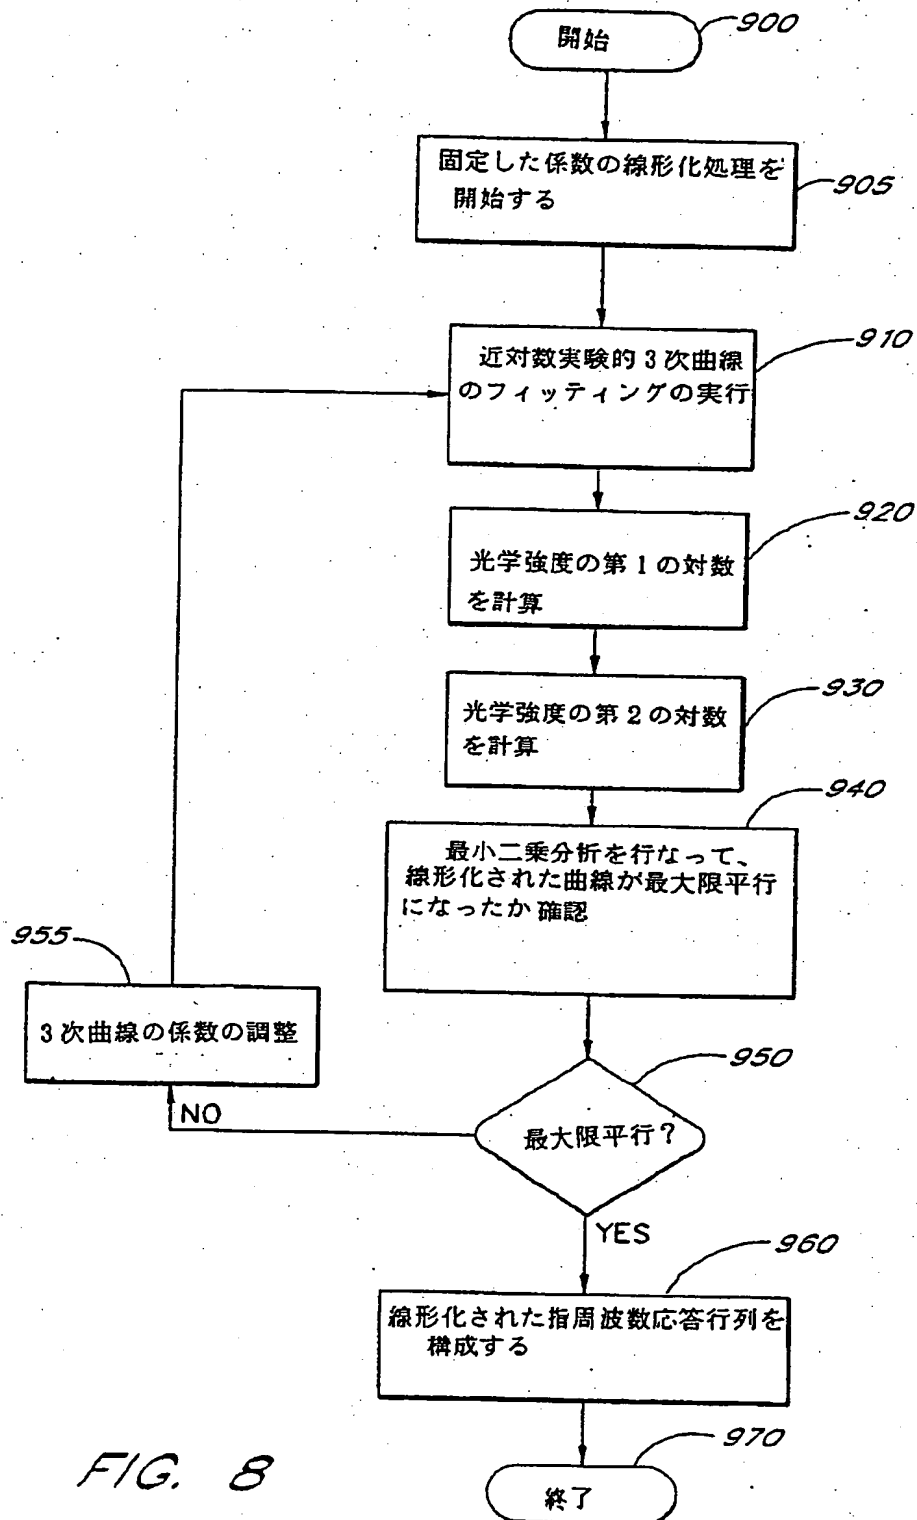 開始
900
固定した係数の線形化処理を
開始する
905
近対数実験的3次曲線
のフィッティングの実行
910
光学強度の第1の対数
を計算
920
光学強度の第2の対数
を計算
930
最小二乗分析を行なって、
線形化された曲線が最大限平行
になったか確認
940
955
3次曲線の係数の調整
NO
最大限平行?
950
YES
線形化された指周波数応答行列を
構成する
960
終了
970
FIG. 8